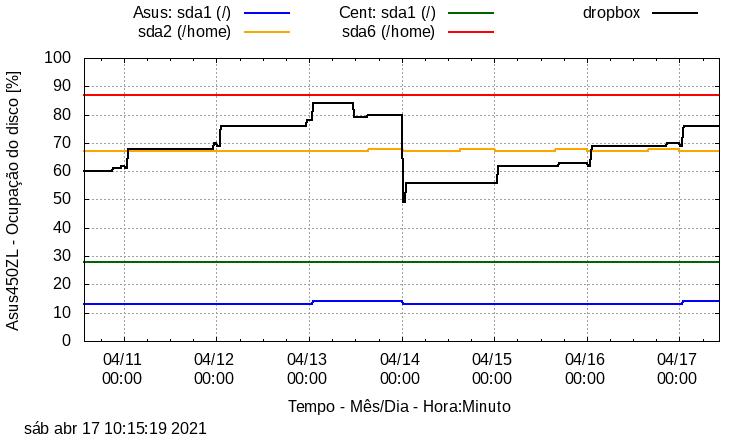 Asus: sda1 (/) Cent: sda1 (/) dropbox
sda2 (/home) sda6 (/home)
100
90
80
70
60
50
40
30
20
10
0
Asus450ZL - Ocupação do disco [%]
04/11 04/12 04/13 04/14 04/15 04/16 04/17
00:00 00:00 00:00 00:00 00:00 00:00 00:00
Tempo - Mês/Dia - Hora:Minuto
sáb abr 17 10:15:19 2021